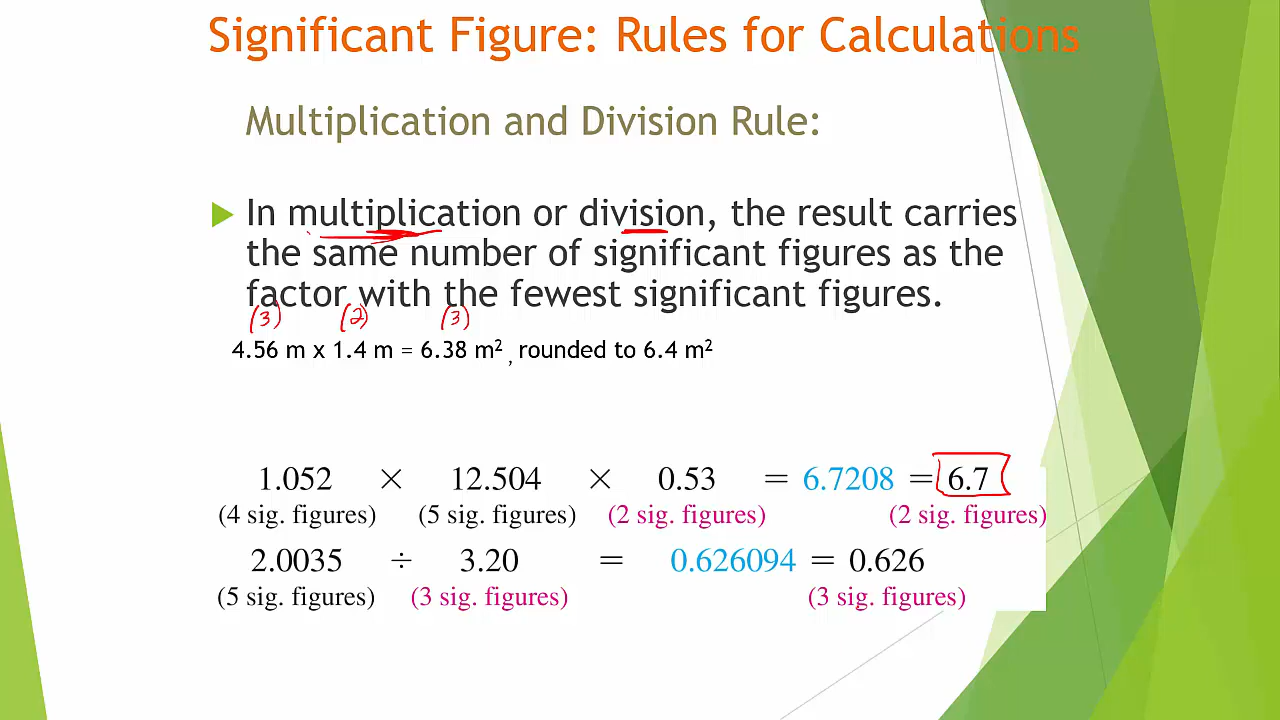 Significant Figure: Rules for Calculations
Multiplication and Division Rule:
In multiplication or division, the result carries
the same number of significant figures as the
factor with the fewest significant figures.
(3) (2) (3)
4.56 m x 1.4 m = 6.38 m², rounded to 6.4 m²
1.052 × 12.504 × 0.53 = 6.7208 = 6.7
(4 sig. figures) (5 sig. figures) (2 sig. figures) (2 sig. figures)
2.0035 ÷ 3.20 = 0.626094 = 0.626
(5 sig. figures) (3 sig. figures) (3 sig. figures)